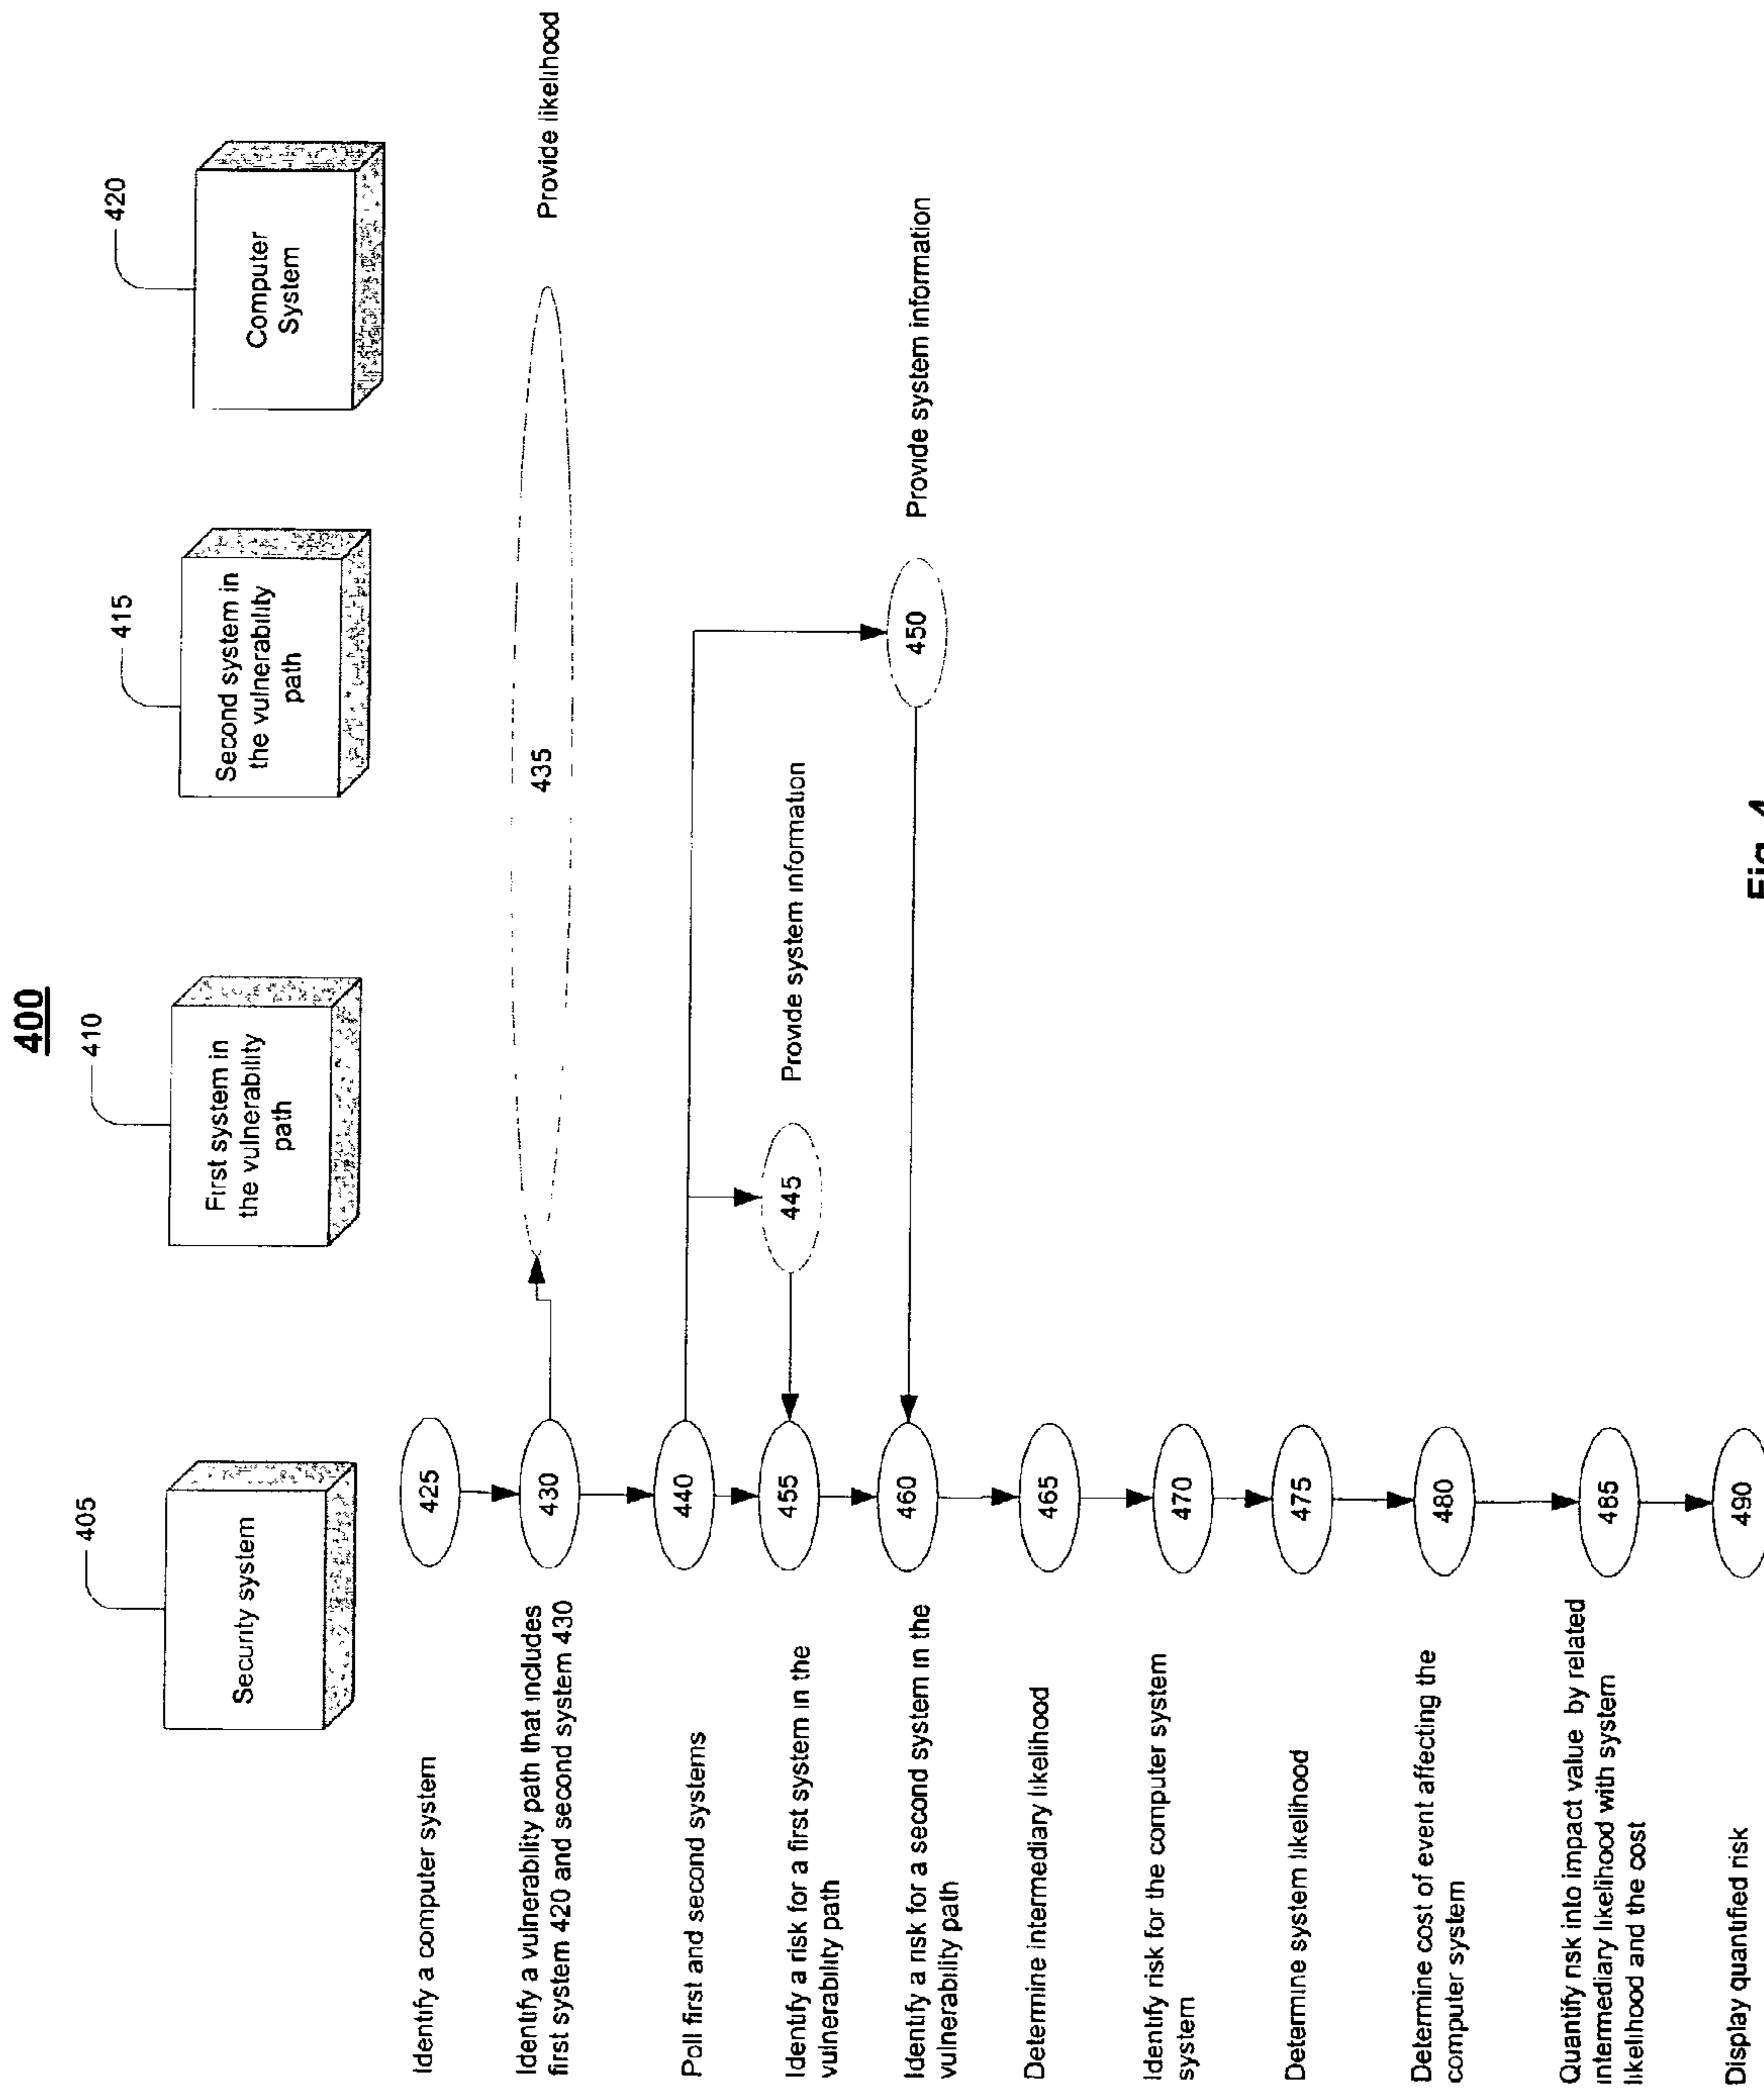 400
405
410
415
420
Security system
First system in
the vulnerability
path
Second system in
the vulnerability
path
Computer
System
Identify a computer system
425
Identify a vulnerability path that includes
first system 420 and second system 430
430
435
Provide likelihood
Poll first and second systems
440
Identify a risk for a first system in the
vulnerability path
455
445
Provide system information
Identify a risk for a second system in the
vulnerability path
460
450
Provide system information
Determine intermediary likelihood
465
Identify risk for the computer system
system
470
Determine system likelihood
475
Determine cost of event affecting the
computer system
480
Quantify risk into impact value by related
intermediary likelihood with system
likelihood and the cost
485
Display quantified risk
490
Fig. 4